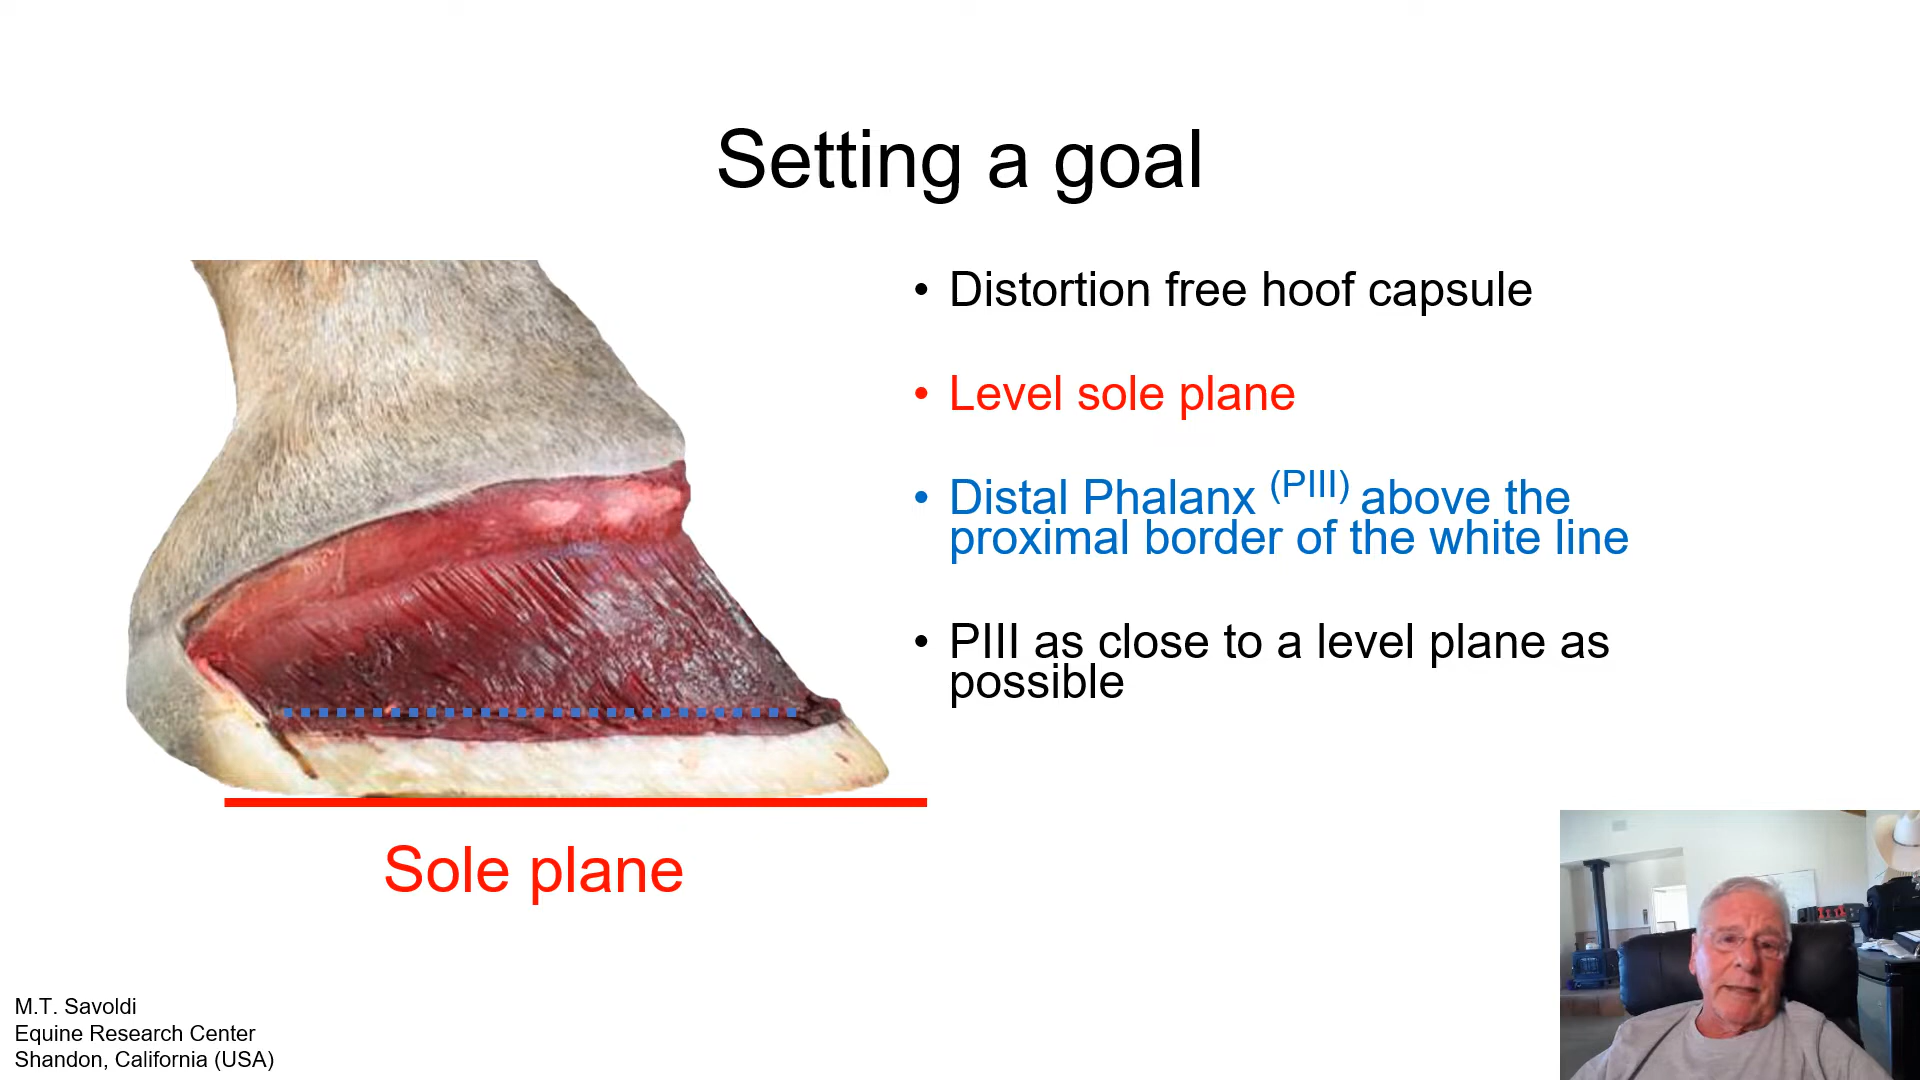 Setting a goal
• Distortion free hoof capsule
• Level sole plane
• Distal Phalanx (PIII) above the
proximal border of the white line
• PIII as close to a level plane as
possible
Sole plane
M.T. Savoldi
Equine Research Center
Shandon, California (USA)